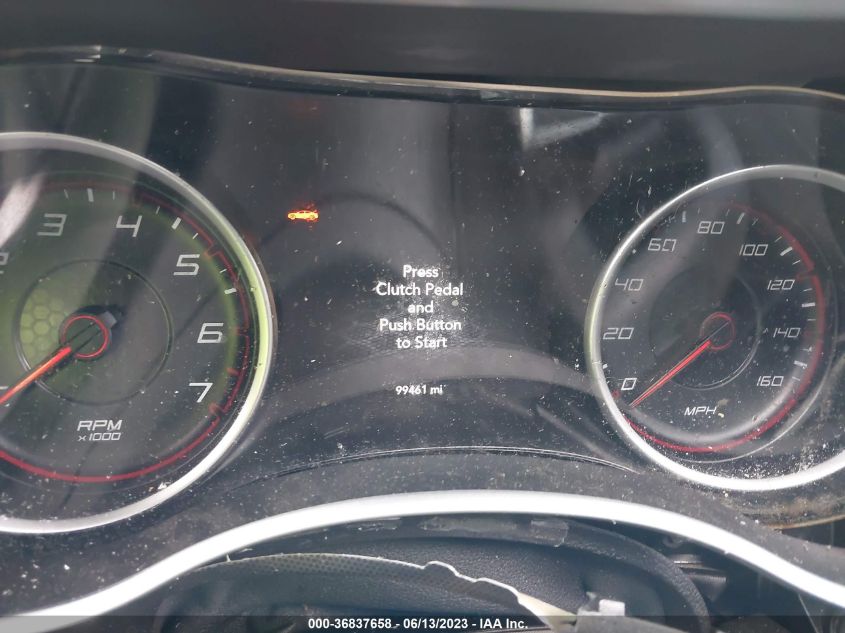 3
4
5
6
7
RPM
x1000
Press
Clutch Pedal
and
Push Button
to Start
99461 mi
0
20
40
60
80
100
120
140
160
MPH
000-36837658 - 06/13/2023 - IAA Inc.